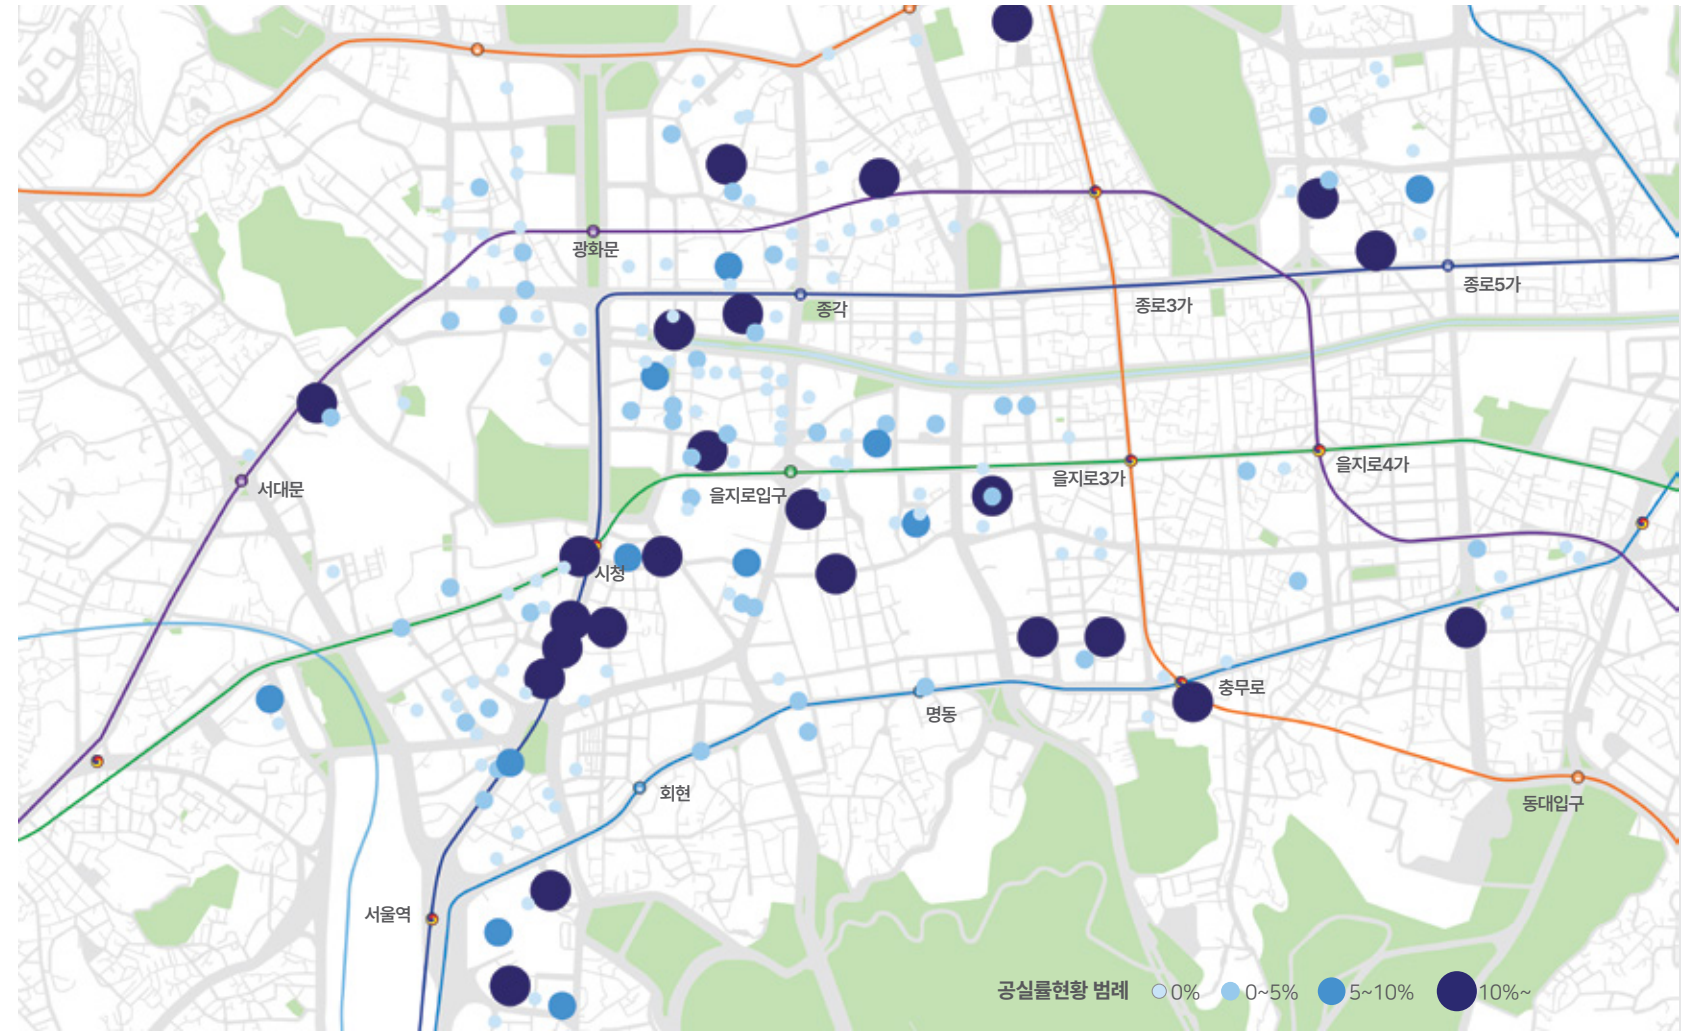 광화문
종각
종로3가
종로5가
서대문
을지로입구
을지로3가
을지로4가
시청
명동
충무로
회현
동대입구
서울역
공실률현황 범례 0% 0~5% 5~10% 10%~